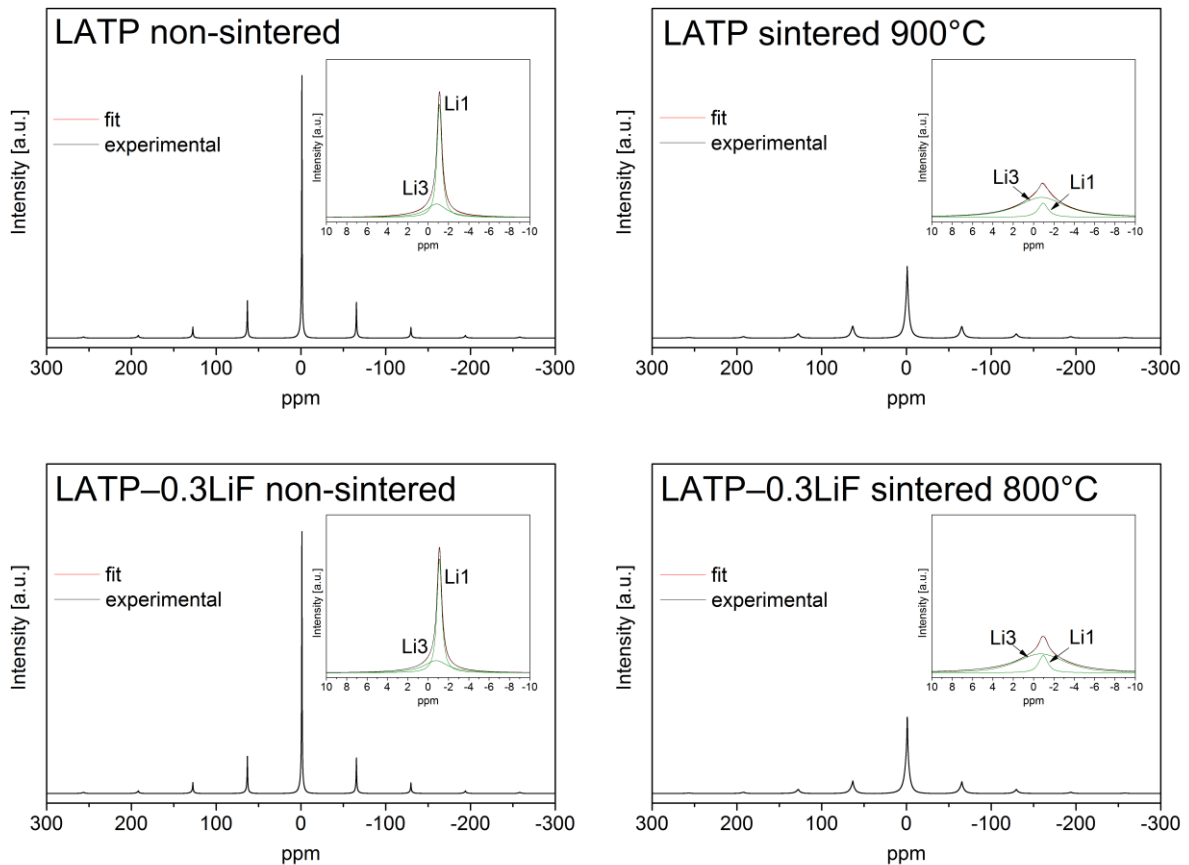 LATP non-sintered
fit
experimental
Intensity [a.u.]
Li1
Li3
Intensity [a.u.]
10 8 6 4 2 0 -2 -4 -6 -8 -10
ppm
300 200 100 0 -100 -200 -300
ppm
LATP sintered 900°C
fit
experimental
Intensity [a.u.]
Li3
Li1
Intensity [a.u.]
10 8 6 4 2 0 -2 -4 -6 -8 -10
ppm
300 200 100 0 -100 -200 -300
ppm
LATP–0.3LiF non-sintered
fit
experimental
Intensity [a.u.]
Li1
Li3
Intensity [a.u.]
10 8 6 4 2 0 -2 -4 -6 -8 -10
ppm
300 200 100 0 -100 -200 -300
ppm
LATP–0.3LiF sintered 800°C
fit
experimental
Intensity [a.u.]
Li3
Li1
Intensity [a.u.]
10 8 6 4 2 0 -2 -4 -6 -8 -10
ppm
300 200 100 0 -100 -200 -300
ppm